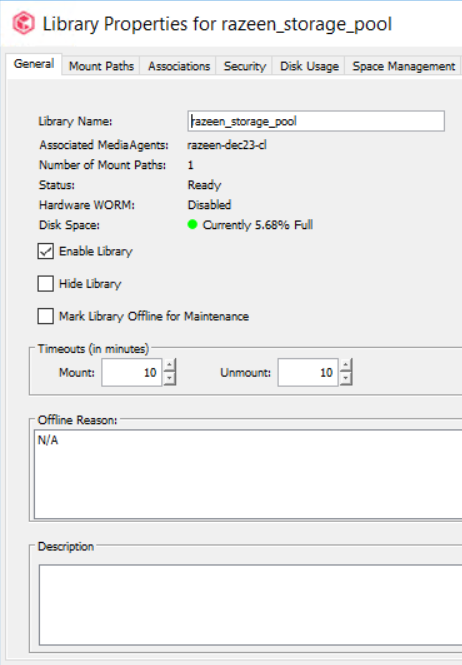 Library Properties for razeen_storage_pool
General Mount Paths Associations Security Disk Usage Space Management
Library Name: razeen_storage_pool
Associated MediaAgents: razeen-dec23-cl
Number of Mount Paths: 1
Status: Ready
Hardware WORM: Disabled
Disk Space: Currently 5.68% Full
Enable Library
Hide Library
Mark Library Offline for Maintenance
Timeouts (in minutes)
Mount: 10 Unmount: 10
Offline Reason:
N/A
Description